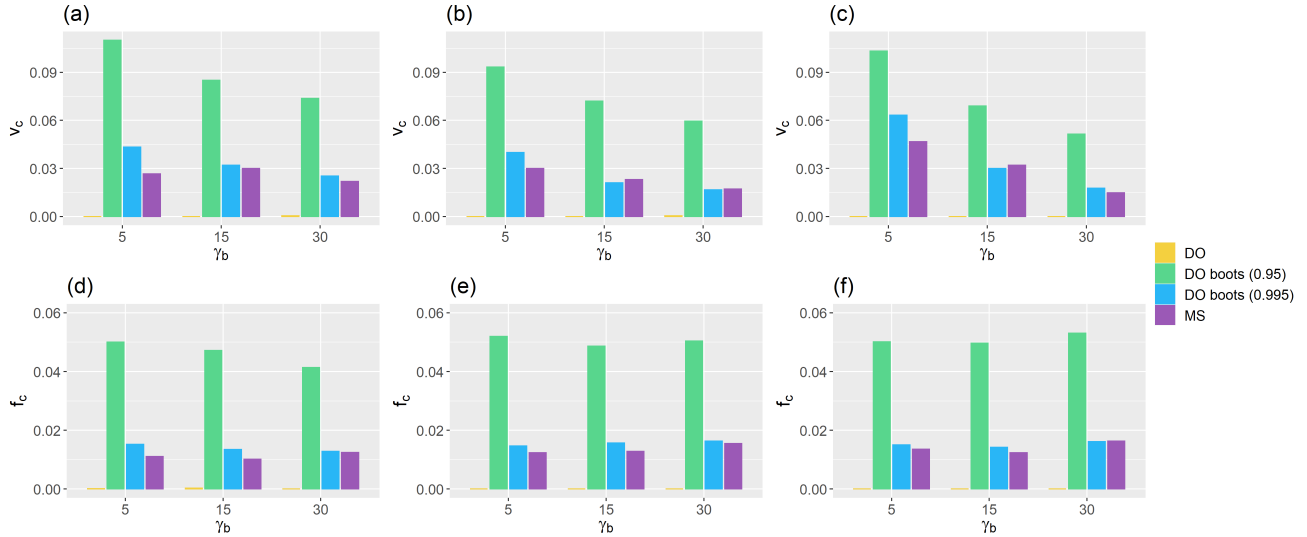 (a)
0.09
0.06
0.03
0.00
v_c
5 15 30
γ_b
(b)
0.09
0.06
0.03
0.00
v_c
5 15 30
γ_b
(c)
0.09
0.06
0.03
0.00
v_c
5 15 30
γ_b
(d)
0.06
0.04
0.02
0.00
f_c
5 15 30
γ_b
(e)
0.06
0.04
0.02
0.00
f_c
5 15 30
γ_b
(f)
0.06
0.04
0.02
0.00
f_c
5 15 30
γ_b
DO
DO boots (0.95)
DO boots (0.995)
MS